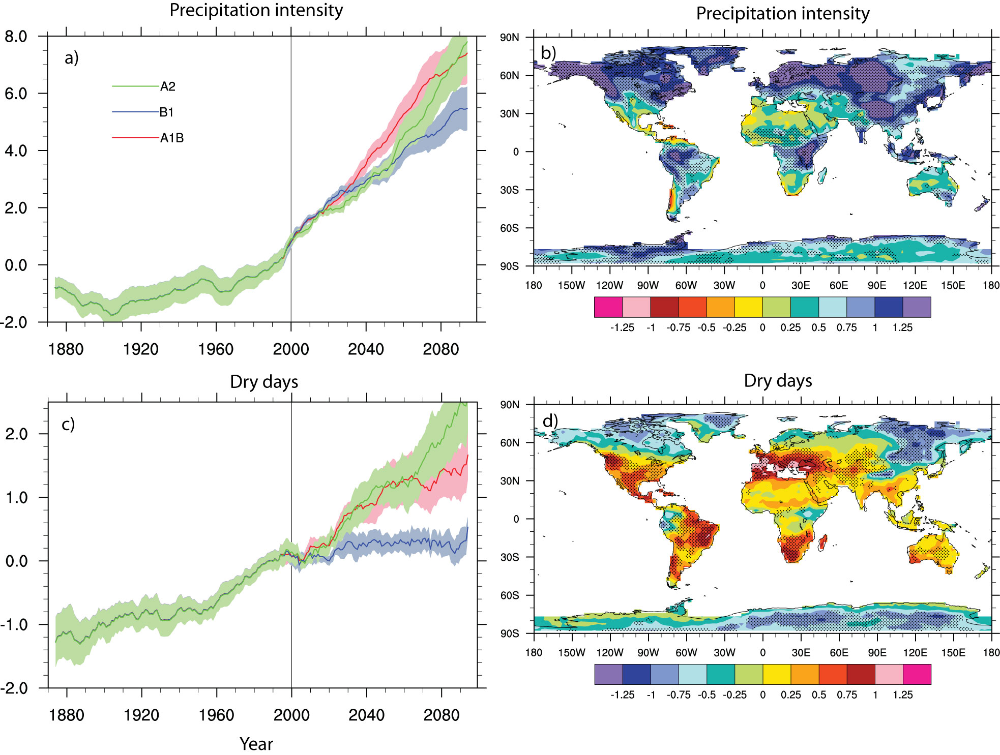 Precipitation intensity
8.0
a)
6.0
4.0
2.0
0.0
-2.0
A2
B1
A1B
1880 1920 1960 2000 2040 2080
Precipitation intensity
b)
90N
60N
30N
0
30S
60S
90S
180 150W 120W 90W 60W 30W 0 30E 60E 90E 120E 150E 180
-1.25 -1 -0.75 -0.5 -0.25 0 0.25 0.5 0.75 1 1.25
Dry days
c)
2.0
1.0
0.0
-1.0
-2.0
1880 1920 1960 2000 2040 2080
Year
Dry days
d)
90N
60N
30N
0
30S
60S
90S
180 150W 120W 90W 60W 30W 0 30E 60E 90E 120E 150E 180
-1.25 -1 -0.75 -0.5 -0.25 0 0.25 0.5 0.75 1 1.25